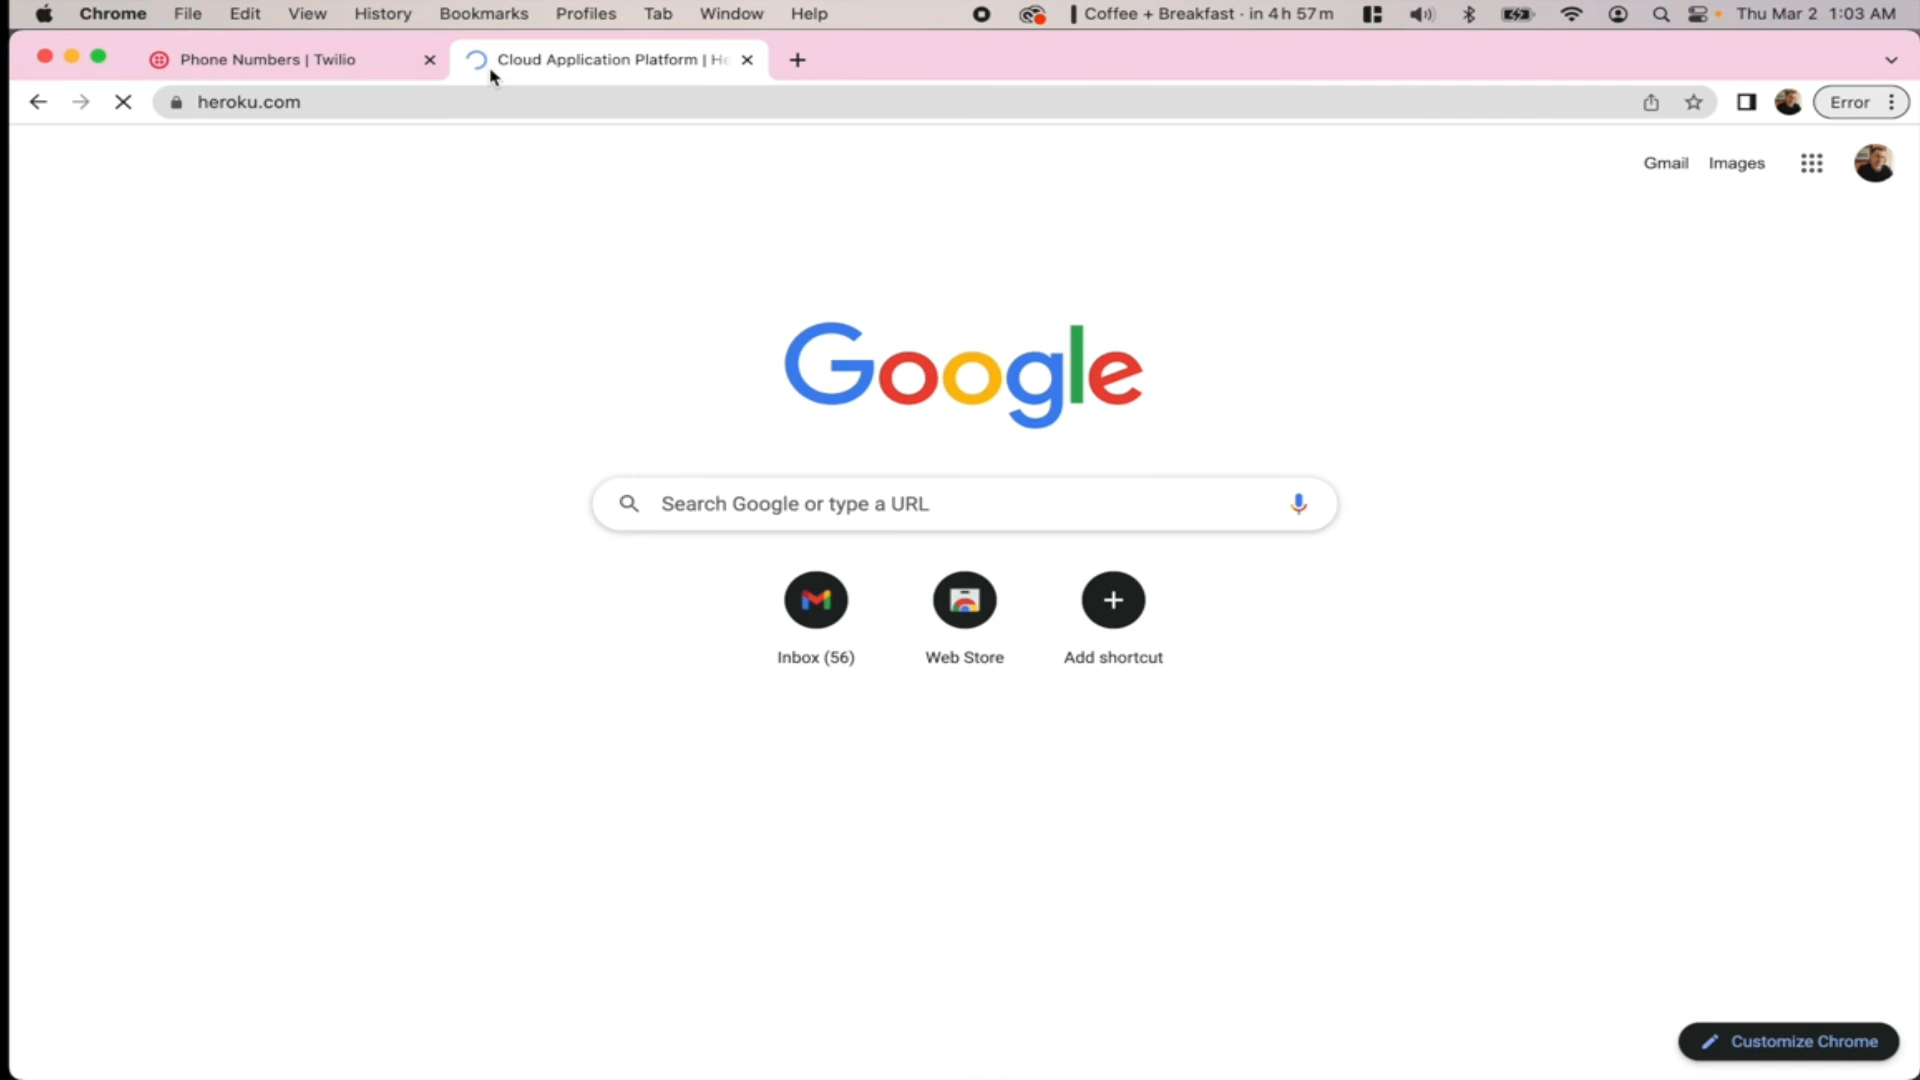 Chrome File Edit View History Bookmarks Profiles Tab Window Help Coffee + Breakfast · in 4 h 57 m Thu Mar 2 1:03 AM
Phone Numbers | Twilio Cloud Application Platform | He
heroku.com Error
Gmail Images
Google
Search Google or type a URL
Inbox (56) Web Store Add shortcut
Customize Chrome